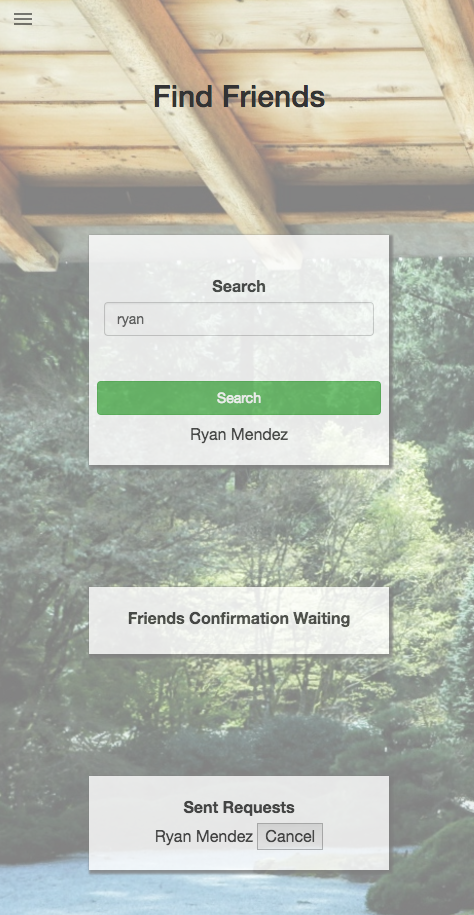 Find Friends
Search
ryan
Search
Ryan Mendez
Friends Confirmation Waiting
Sent Requests
Ryan Mendez Cancel